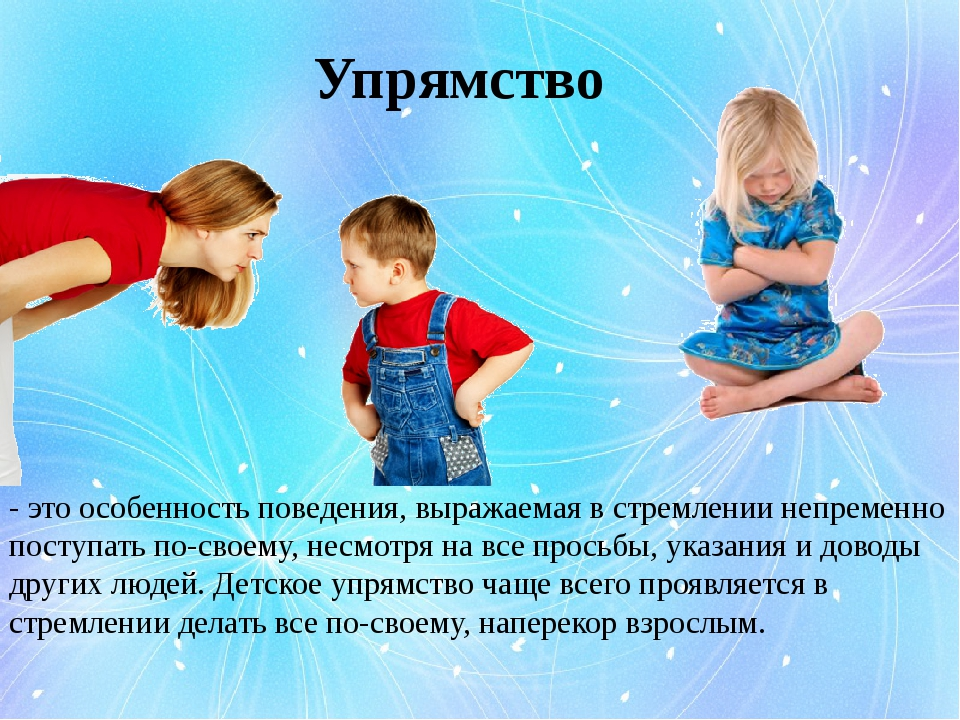 Упрямство
- это особенность поведения, выражаемая в стремлении непременно
поступать по-своему, несмотря на все просьбы, указания и доводы
других людей. Детское упрямство чаще всего проявляется в
стремлении делать все по-своему, наперекор взрослым.